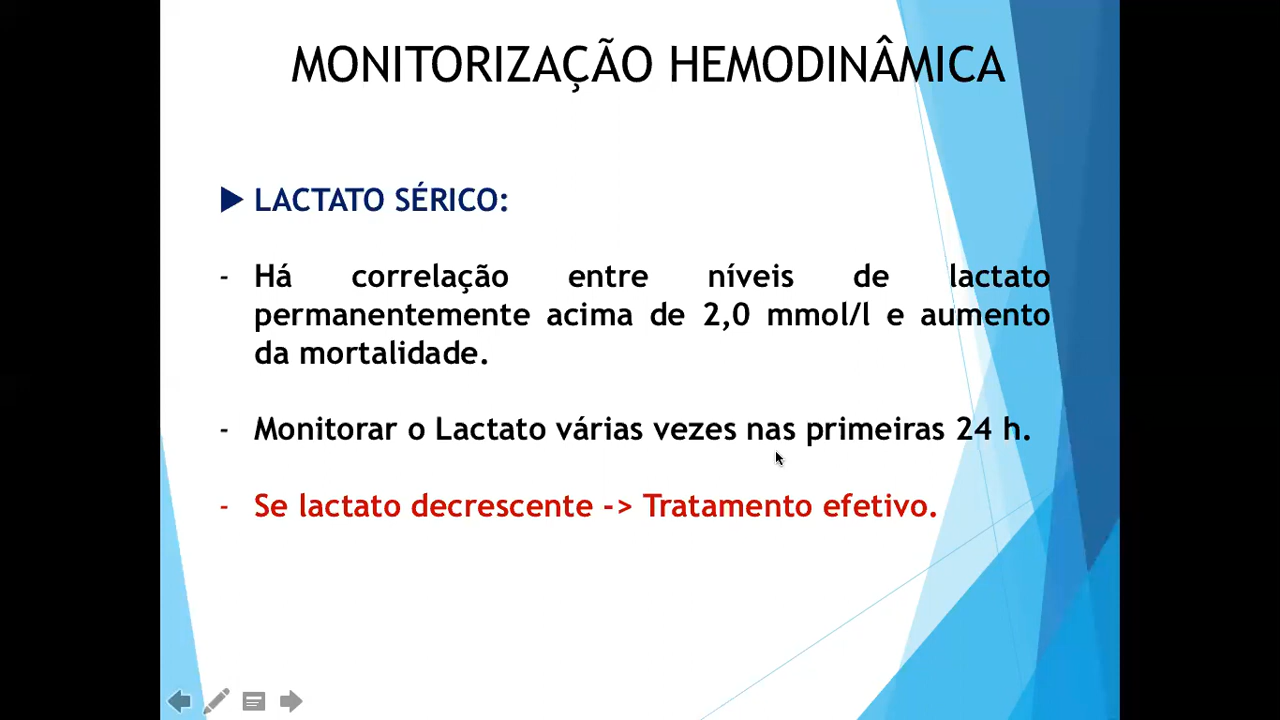 MONITORIZAÇÃO HEMODINÂMICA
LACTATO SÉRICO:
- Há correlação entre níveis de lactato
permanentemente acima de 2,0 mmol/l e aumento
da mortalidade.
- Monitorar o Lactato várias vezes nas primeiras 24 h.
- Se lactato decrescente -> Tratamento efetivo.